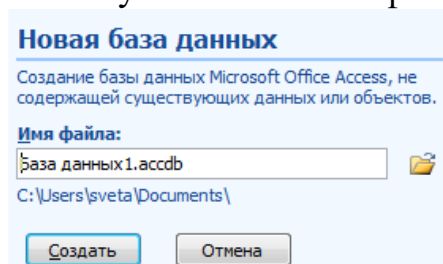 Новая база данных
Создание базы данных Microsoft Office Access, не
содержащей существующих данных или объектов.
Имя файла:
База данных1.accdb
C:\Users\sveta\Documents\
Создать Отмена